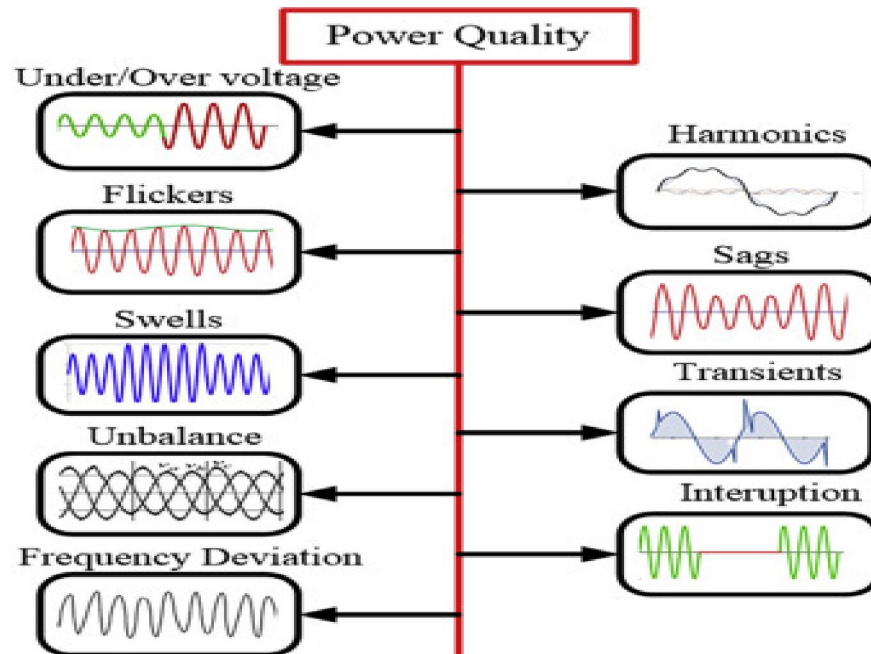 Power Quality
Under/Over voltage
Flickers
Swells
Unbalance
Frequency Deviation
Harmonics
Sags
Transients
Interuption